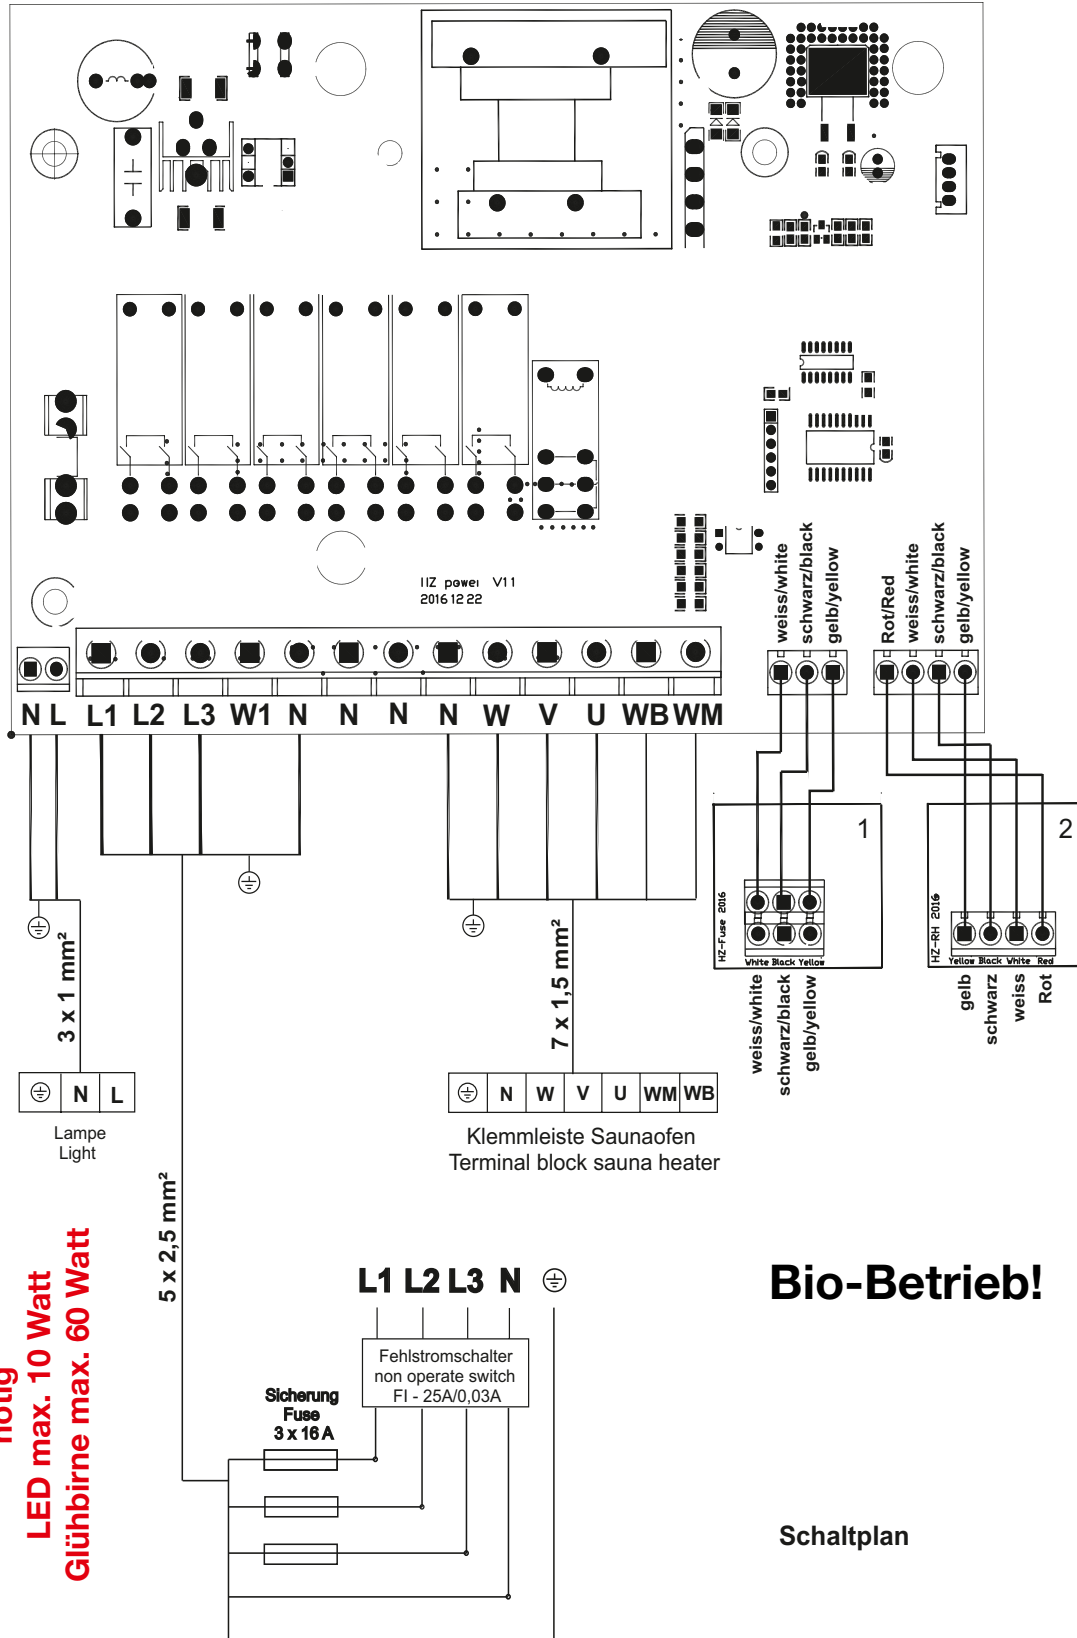 HZ power V11
2016 12 22
weiss/white
schwarz/black
gelb/yellow
Rot/Red
weiss/white
schwarz/black
gelb/yellow
N L L1 L2 L3 W1 N N N N W V U WB WM
1
HZ-Fuse 2016
White Black Yellow
weiss/white
schwarz/black
gelb/yellow
2
HZ-RH 2016
Yellow Black White Red
gelb
schwarz
weiss
Rot
3 x 1 mm²
7 x 1,5 mm²
N L
Lampe
Light
N W V U WM WB
Klemmleiste Saunaofen
Terminal block sauna heater
5 x 2,5 mm²
nötig
LED max. 10 Watt
Glühbirne max. 60 Watt
L1 L2 L3 N
Fehlstromschalter
non operate switch
FI - 25A/0,03A
Sicherung
Fuse
3 x 16 A
Bio-Betrieb!
Schaltplan